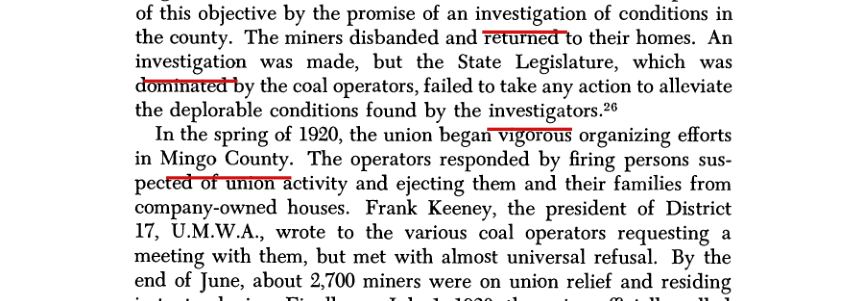 of this objective by the promise of an investigation of conditions in
the county. The miners disbanded and returned to their homes. An
investigation was made, but the State Legislature, which was
dominated by the coal operators, failed to take any action to alleviate
the deplorable conditions found by the investigators.26
In the spring of 1920, the union began vigorous organizing efforts
in Mingo County. The operators responded by firing persons sus-
pected of union activity and ejecting them and their families from
company-owned houses. Frank Keeney, the president of District
17, U.M.W.A., wrote to the various coal operators requesting a
meeting with them, but met with almost universal refusal. By the
end of June, about 2,700 miners were on union relief and residing